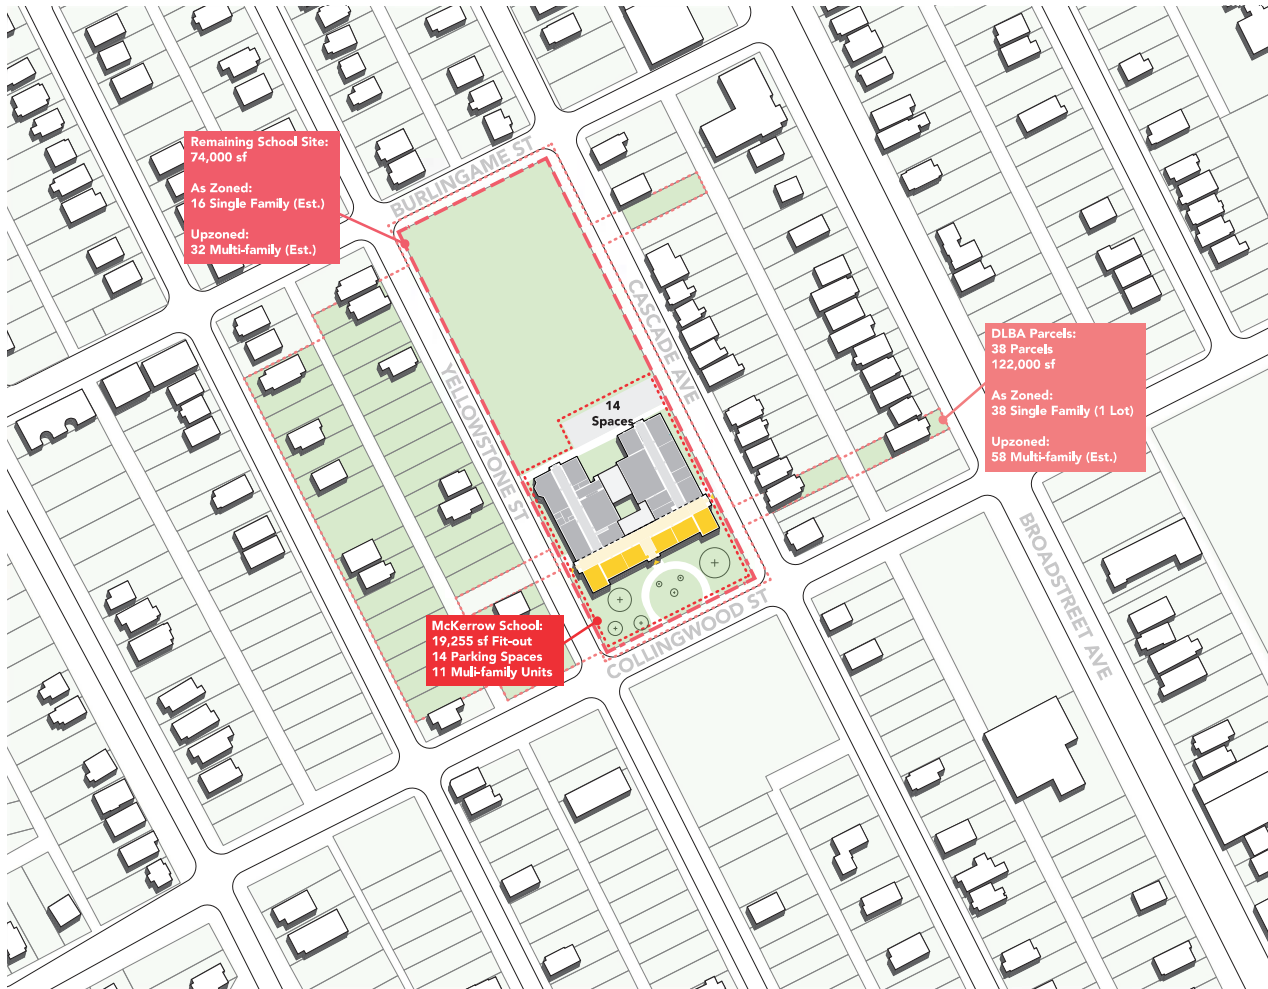 Remaining School Site:
74,000 sf
As Zoned:
16 Single Family (Est.)
Upzoned:
32 Multi-family (Est.)
BURLINGAME ST
CASCADE AVE
YELLOWSTONE ST
14
Spaces
DLBA Parcels:
38 Parcels
122,000 sf
As Zoned:
38 Single Family (1 Lot)
Upzoned:
58 Multi-family (Est.)
BROADSTREET AVE
COLLINGWOOD ST
McKerrow School:
19,255 sf Fit-out
14 Parking Spaces
11 Muli-family Units